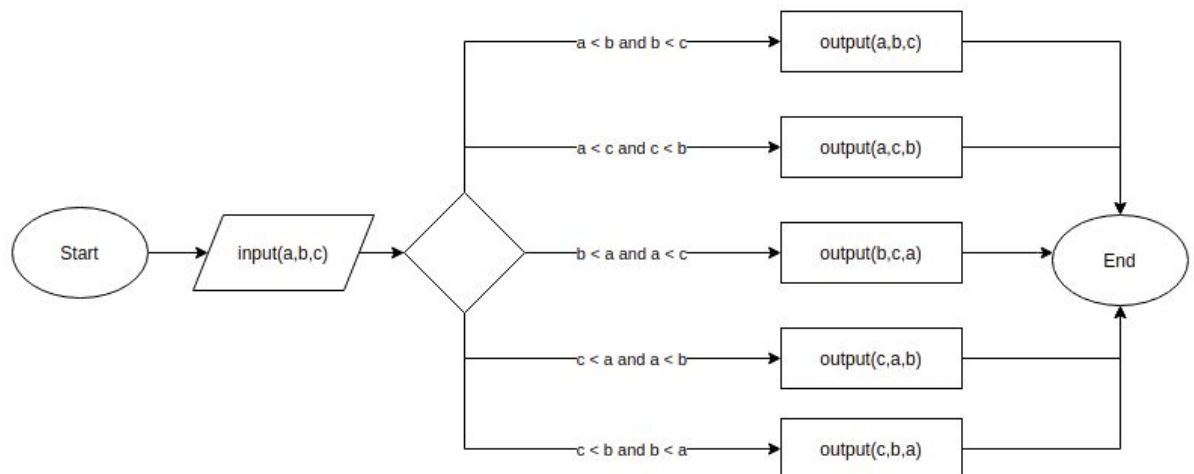 a < b and b < c
output(a,b,c)
a < c and c < b
output(a,c,b)
Start
input(a,b,c)
b < a and a < c
output(b,c,a)
End
c < a and a < b
output(c,a,b)
c < b and b < a
output(c,b,a)